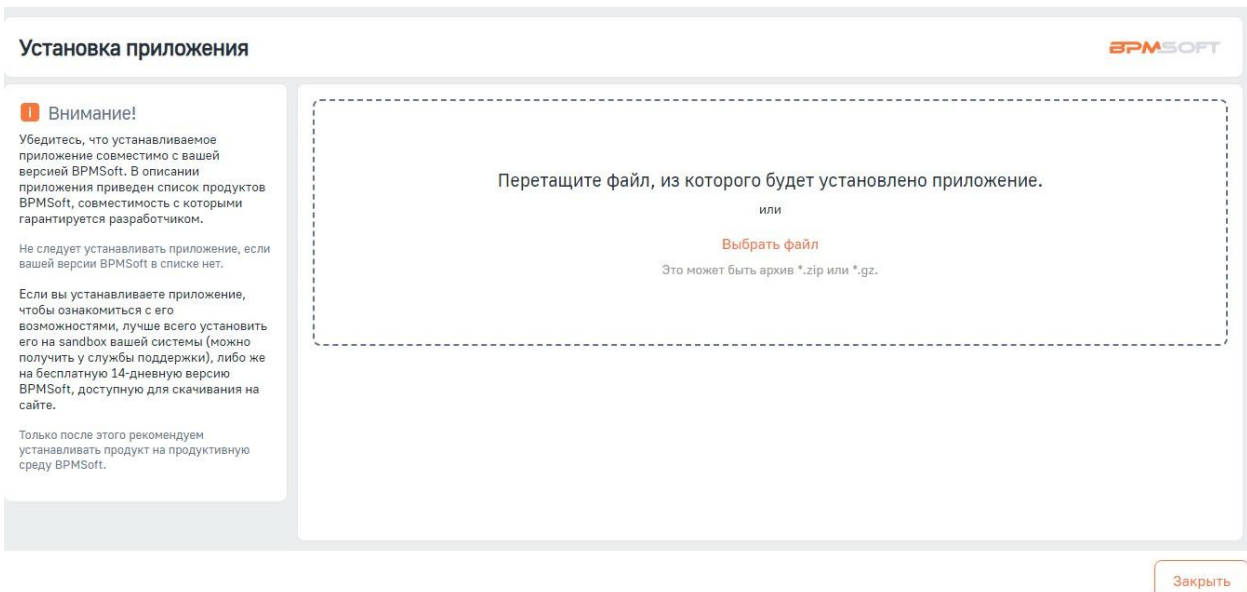 Установка приложения
BPMSOFT
Внимание!
Убедитесь, что устанавливаемое
приложение совместимо с вашей
версией BPMSoft. В описании
приложения приведен список продуктов
BPMSoft, совместимость с которыми
гарантируется разработчиком.
Не следует устанавливать приложение, если
вашей версии BPMSoft в списке нет.
Если вы устанавливаете приложение,
чтобы ознакомиться с его
возможностями, лучше всего установить
его на sandbox вашей системы (можно
получить у службы поддержки), либо же
на бесплатную 14-дневную версию
BPMSoft, доступную для скачивания на
сайте.
Только после этого рекомендуем
устанавливать продукт на продуктивную
среду BPMSoft.
Перетащите файл, из которого будет установлено приложение.
или
Выбрать файл
Это может быть архив *.zip или *.gz.
Закрыть